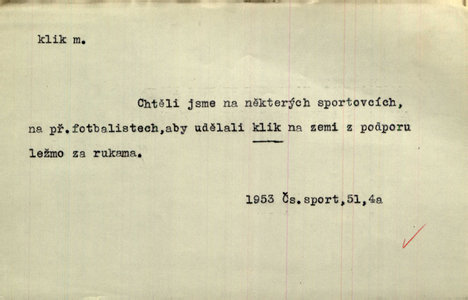 klik m.
Chtěli jsme na některých sportovcích,
na př.fotbalistech,aby udělali klik na zemi z podporu
ležmo za rukama.
1953 Čs.sport,51,4a